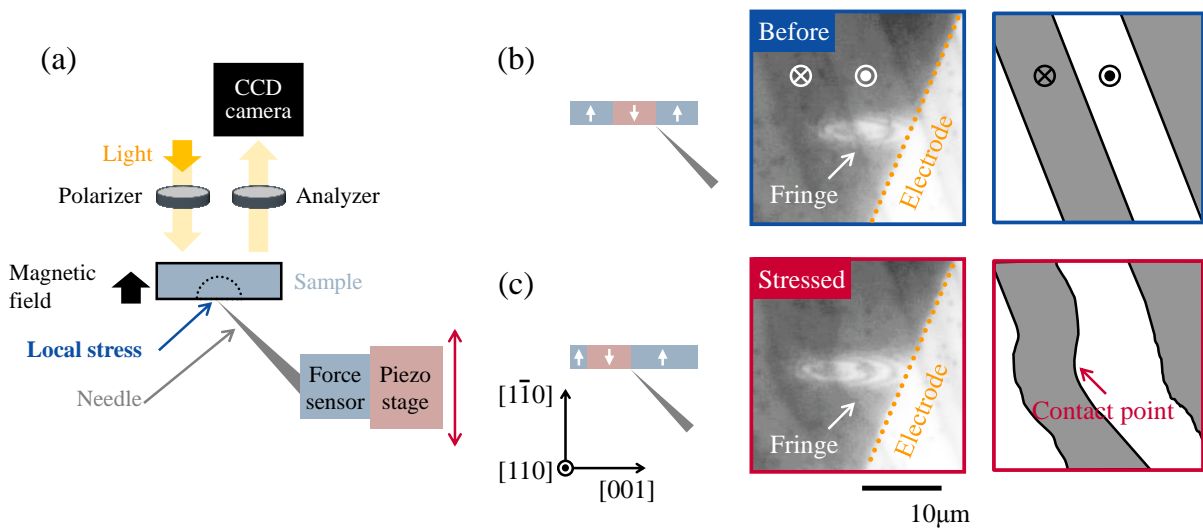 (a)
CCD
camera
Light
Polarizer
Analyzer
Magnetic
field
Sample
Local stress
Needle
Force
sensor
Piezo
stage
(b)
Before
Fringe
Electrode
(c)
[11̅0]
[110]
[001]
Stressed
Fringe
Electrode
Contact point
10μm